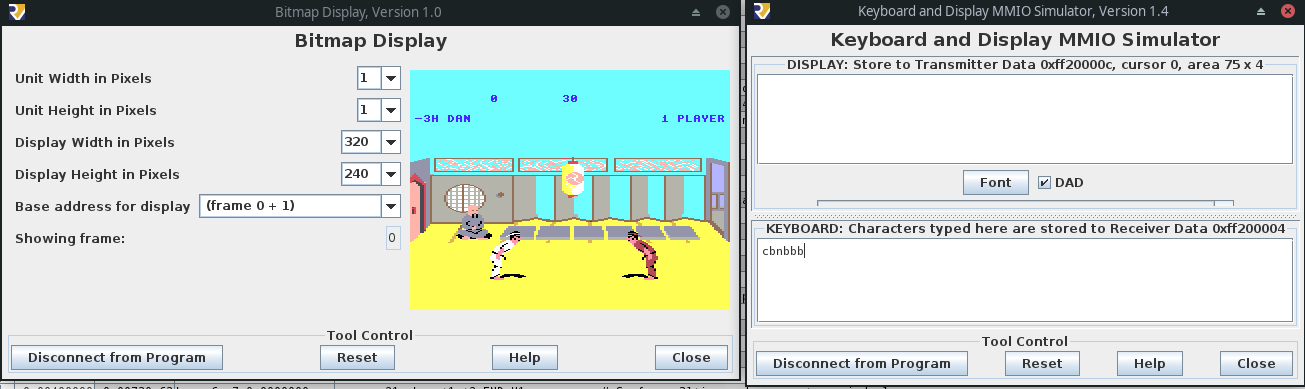 Bitmap Display, Version 1.0
Bitmap Display
Unit Width in Pixels 1
Unit Height in Pixels 1
Display Width in Pixels 320
Display Height in Pixels 240
Base address for display (frame 0 + 1)
Showing frame: 0
0 30
-3H DAN 1 PLAYER
Tool Control
Disconnect from Program Reset Help Close
Keyboard and Display MMIO Simulator, Version 1.4
Keyboard and Display MMIO Simulator
DISPLAY: Store to Transmitter Data 0xff20000c, cursor 0, area 75 x 4
Font DAD
KEYBOARD: Characters typed here are stored to Receiver Data 0xff200004
cbnbbb
Tool Control
Disconnect from Program Reset Help Close